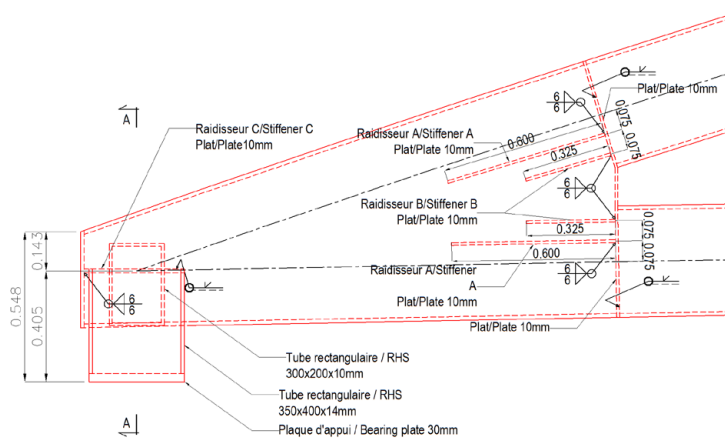 Plat/Plate 10mm
6
6
0.075
0.075
0.600
0.325
A
Raidisseur C/Stiffener C
Plat/Plate10mm
Raidisseur A/Stiffener A
Plat/Plate 10mm
6
6
Raidisseur B/Stiffener B
Plat/Plate 10mm
0.325
0.075
0.075
0.600
0.143
0.548
0.405
Raidisseur A/Stiffener
A
Plat/Plate 10mm
6
6
6
6
Plat/Plate 10mm
Tube rectangulaire / RHS
300x200x10mm
Tube rectangulaire / RHS
350x400x14mm
Plaque d'appui / Bearing plate 30mm
A